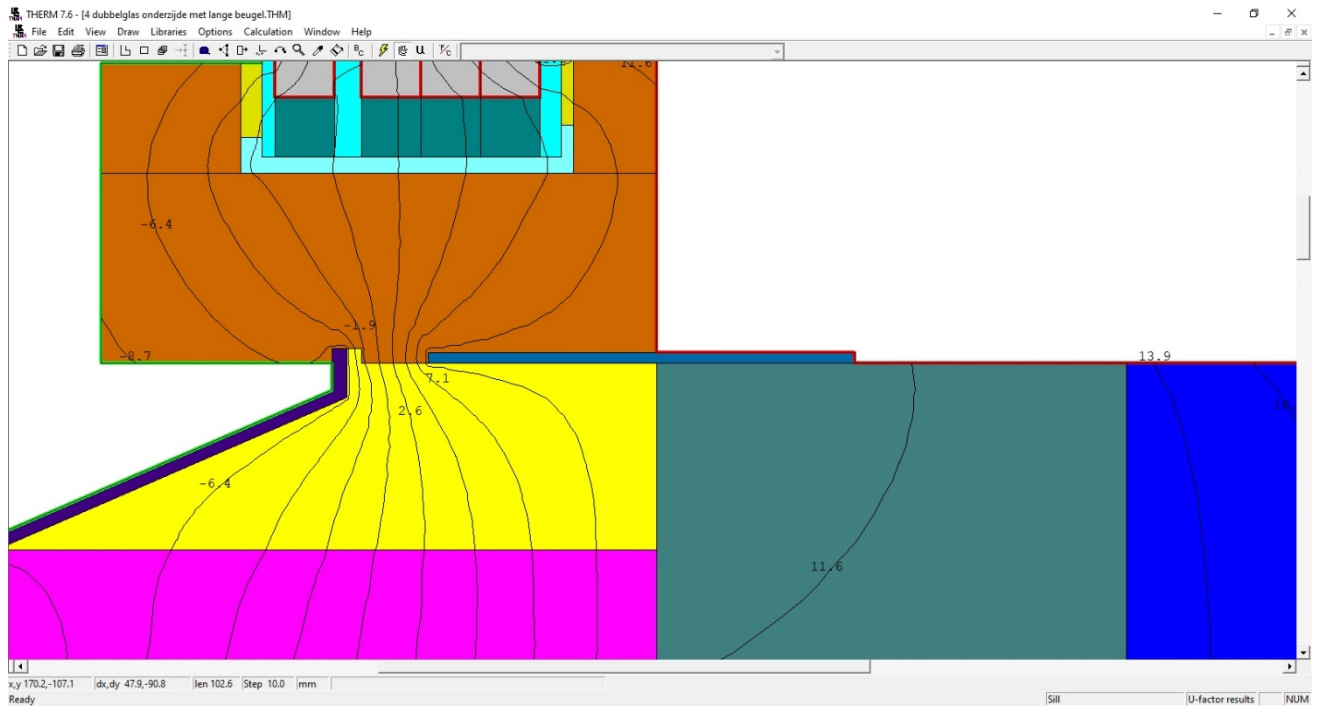 THERM 7.6 - [4 dubbelglas onderzijde met lange beugel.THM]
File Edit View Draw Libraries Options Calculation Window Help
BC U I/C
11.6
-6.4
-1.9
-8.7
13.9
7.1
2.6
-6.4
11.6
x,y 170.2,-107.1 dx,dy 47.9,-90.8 len 102.6 Step 10.0 mm
Ready Sill U-factor results NUM